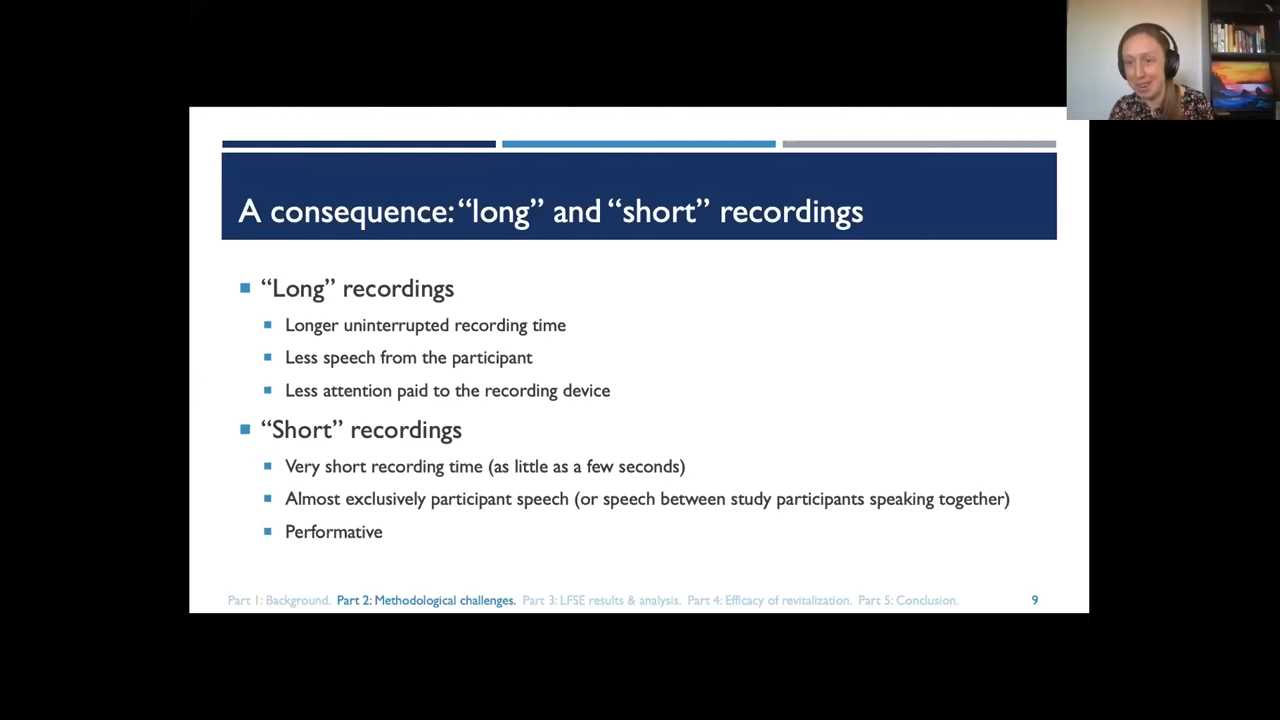 A consequence: “long” and “short” recordings
“Long” recordings
Longer uninterrupted recording time
Less speech from the participant
Less attention paid to the recording device
“Short” recordings
Very short recording time (as little as a few seconds)
Almost exclusively participant speech (or speech between study participants speaking together)
Performative
Part 1: Background. Part 2: Methodological challenges. Part 3: LFSE results & analysis. Part 4: Efficacy of revitalization. Part 5: Conclusion. 9